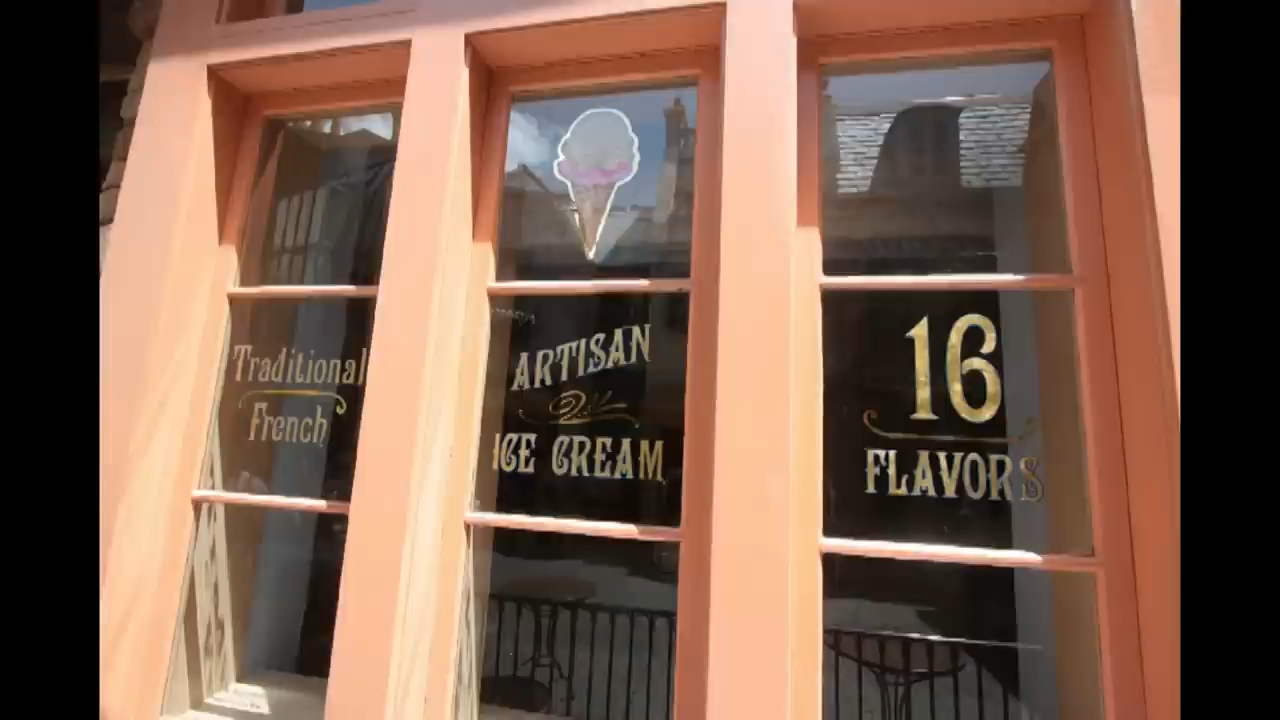 Traditional
French
ARTISAN
ICE CREAM
16
FLAVORS